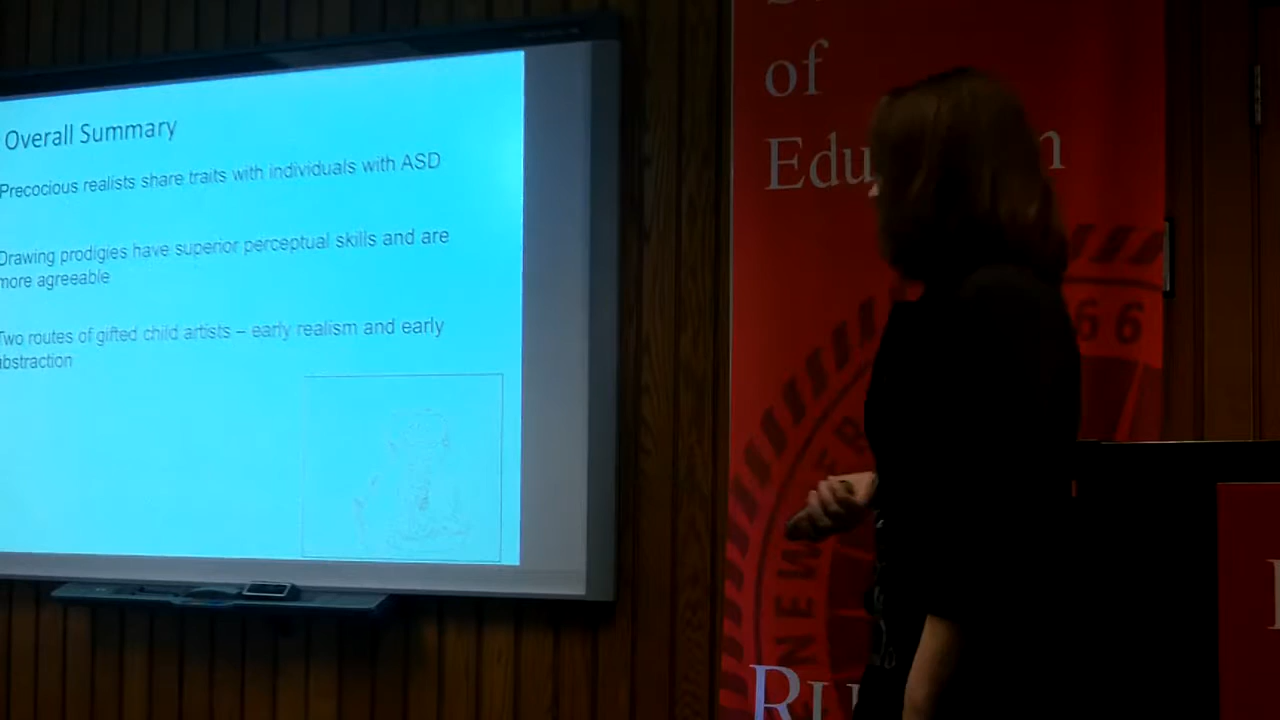 Overall Summary
Precocious realists share traits with individuals with ASD
Drawing prodigies have superior perceptual skills and are
more agreeable
Two routes of gifted child artists – early realism and early
abstraction
of
Edu
n
66
NEW
R
RU